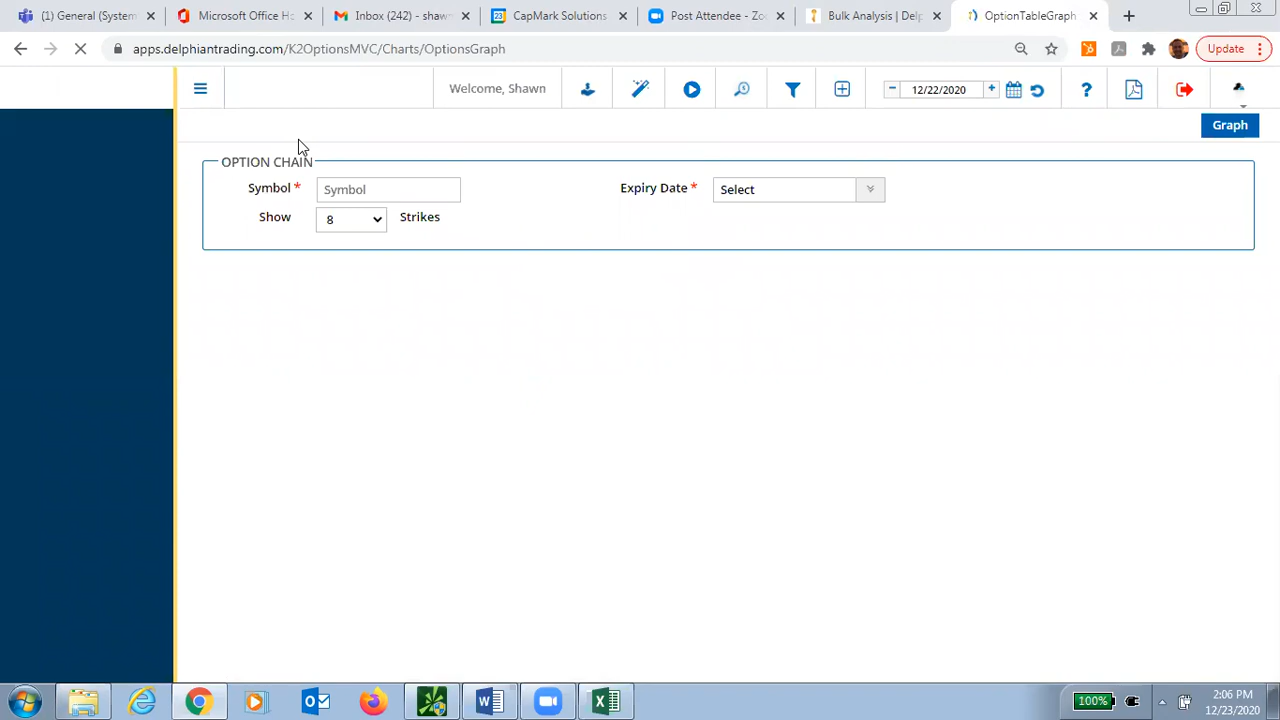 (1) General (System
Microsoft Office Ho
Inbox (242) - shawn
CapMark Solutions
Post Attendee - Z
Bulk Analysis | Delp
OptionTableGraph
apps.delphiantrading.com/K2OptionsMVC/Charts/OptionsGraph
Update
Welcome, Shawn
12/22/2020
Graph
OPTION CHAIN
Symbol * Symbol
Expiry Date * Select
Show 8 Strikes
100%
2:06 PM
12/23/2020